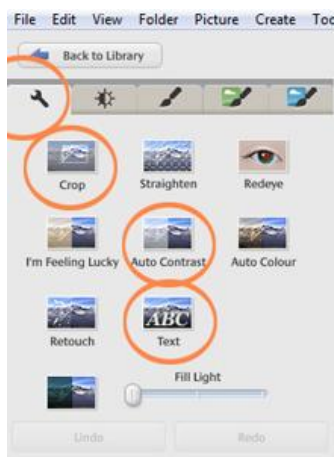 File Edit View Folder Picture Create Too
Back to Library
Crop Straighten Redeye
I'm Feeling Lucky Auto Contrast Auto Colour
ABC
Retouch Text
Fill Light
Undo Redo